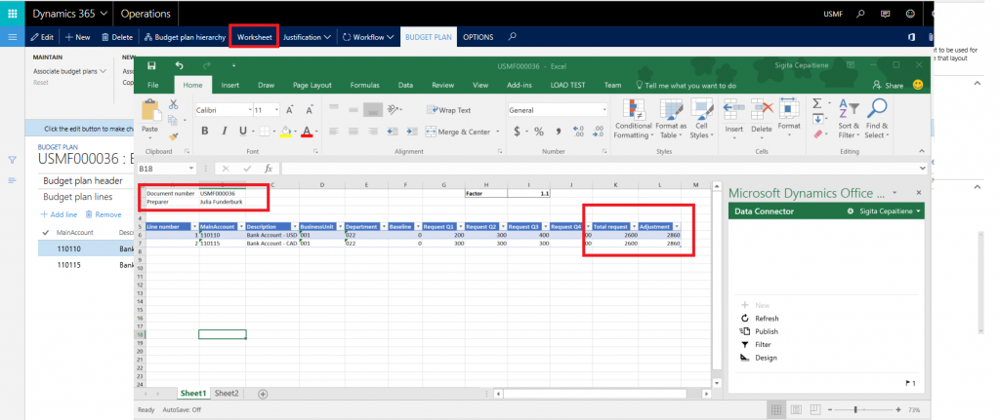 Dynamics 365 Operations USMF
Edit + New Delete Budget plan hierarchy Worksheet Justification Workflow BUDGET PLAN OPTIONS
MAINTAIN NEW
Associate budget plans Asso
Reset Cop
it to be used for
e that layout
USMF000036 - Excel Sigita Cepaitiene
File Home Insert Draw Page Layout Formulas Data Review View Add-ins LOAD TEST Team Tell me what you want to do Share
Paste Calibri 11 Wrap Text General
B I U A Merge & Center $ % , Conditional Formatting Format as Table Cell Styles Insert Delete Format Sort & Filter Find & Select
Clipboard Font Alignment Number Styles Cells Editing
B18 fx
Click the edit button to make cha
BUDGET PLAN
USMF000036 : B
Budget plan header
Budget plan lines
+ Add line Remove
MainAccount Desc
110110 Bank
110115 Bank
Document number USMF000036 Factor 1.1
Preparer Julia Funderburk
Line number MainAccount Description BusinessUnit Department Baseline Request Q1 Request Q2 Request Q3 Request Q4 Total request Adjustment
1 110110 Bank Account - USD 001 022 0 200 300 400 2600 2860
2 110115 Bank Account - CAD 001 022 0 300 300 200 2600 2860
Microsoft Dynamics Office ...
Data Connector Sigita Cepaitiene
+ New
Refresh
Publish
Filter
Design
1
Sheet1 Sheet2
Ready AutoSave: Off 73%